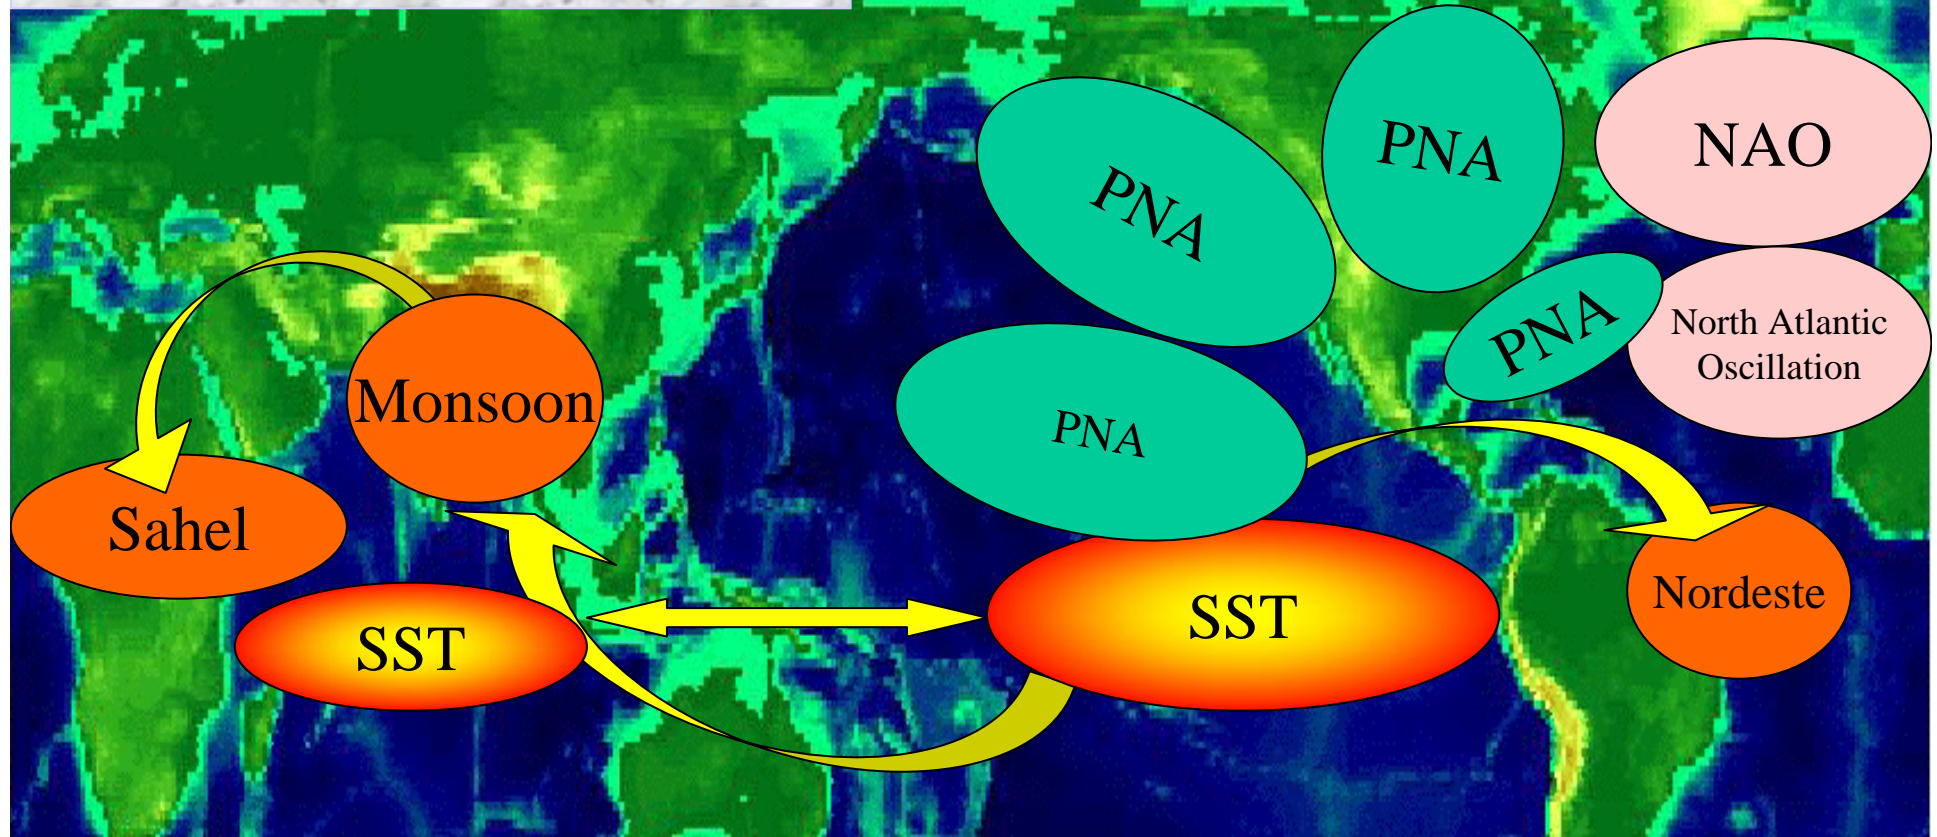 PNA
NAO
PNA
PNA
North Atlantic
Oscillation
Monsoon
PNA
Sahel
Nordeste
SST
SST